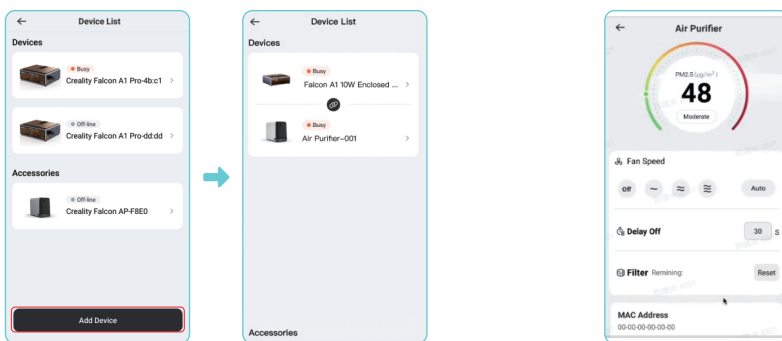 Device List
Devices
Busy
Creality Falcon A1 Pro-4b:c1
Off-line
Creality Falcon A1 Pro-dd:dd
Accessories
Off-line
Creality Falcon AP-F8E0
Add Device
Device List
Devices
Busy
Falcon A1 10W Enclosed ...
Busy
Air Purifier-001
Accessories
Air Purifier
PM2.5 (μg/m³)
48
Moderate
Fan Speed
Off
Auto
Delay Off
30 S
Filter Remining:
Reset
MAC Address
00-00-00-00-00-00